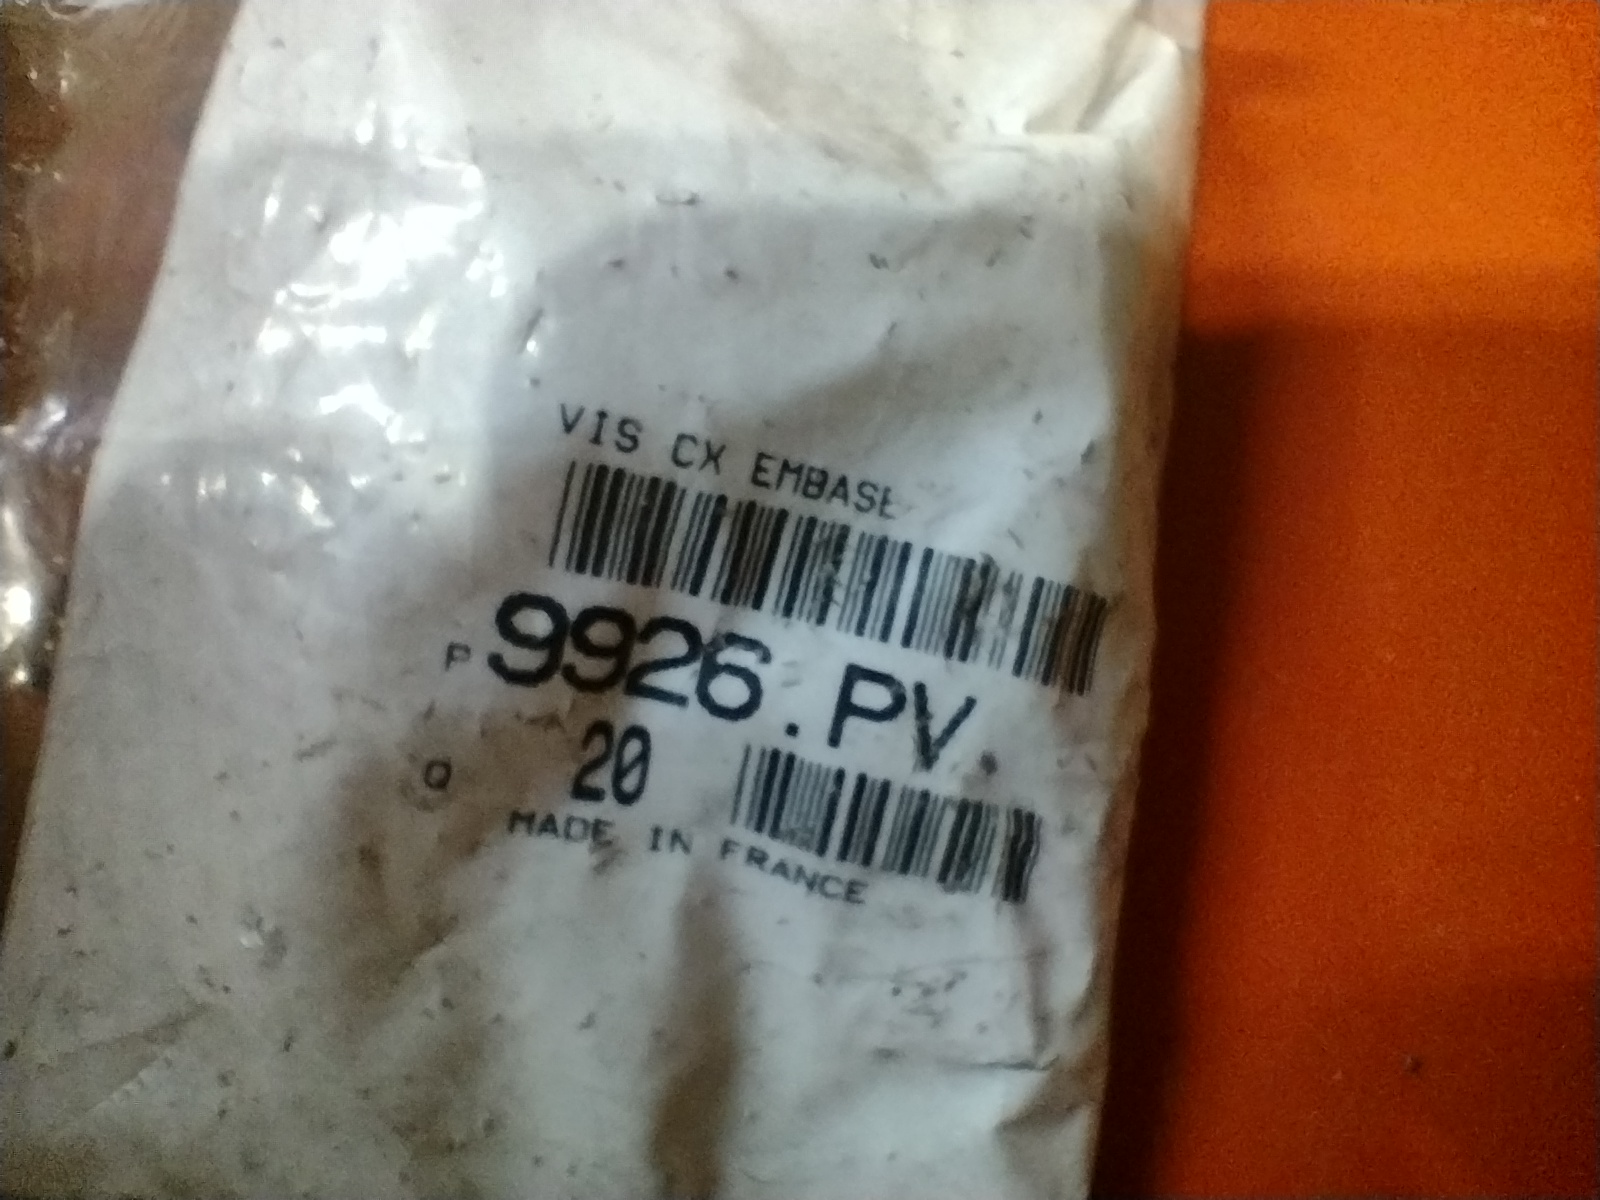 VIS CX EMBASE
P 9926.PV
Q 20
MADE IN FRANCE